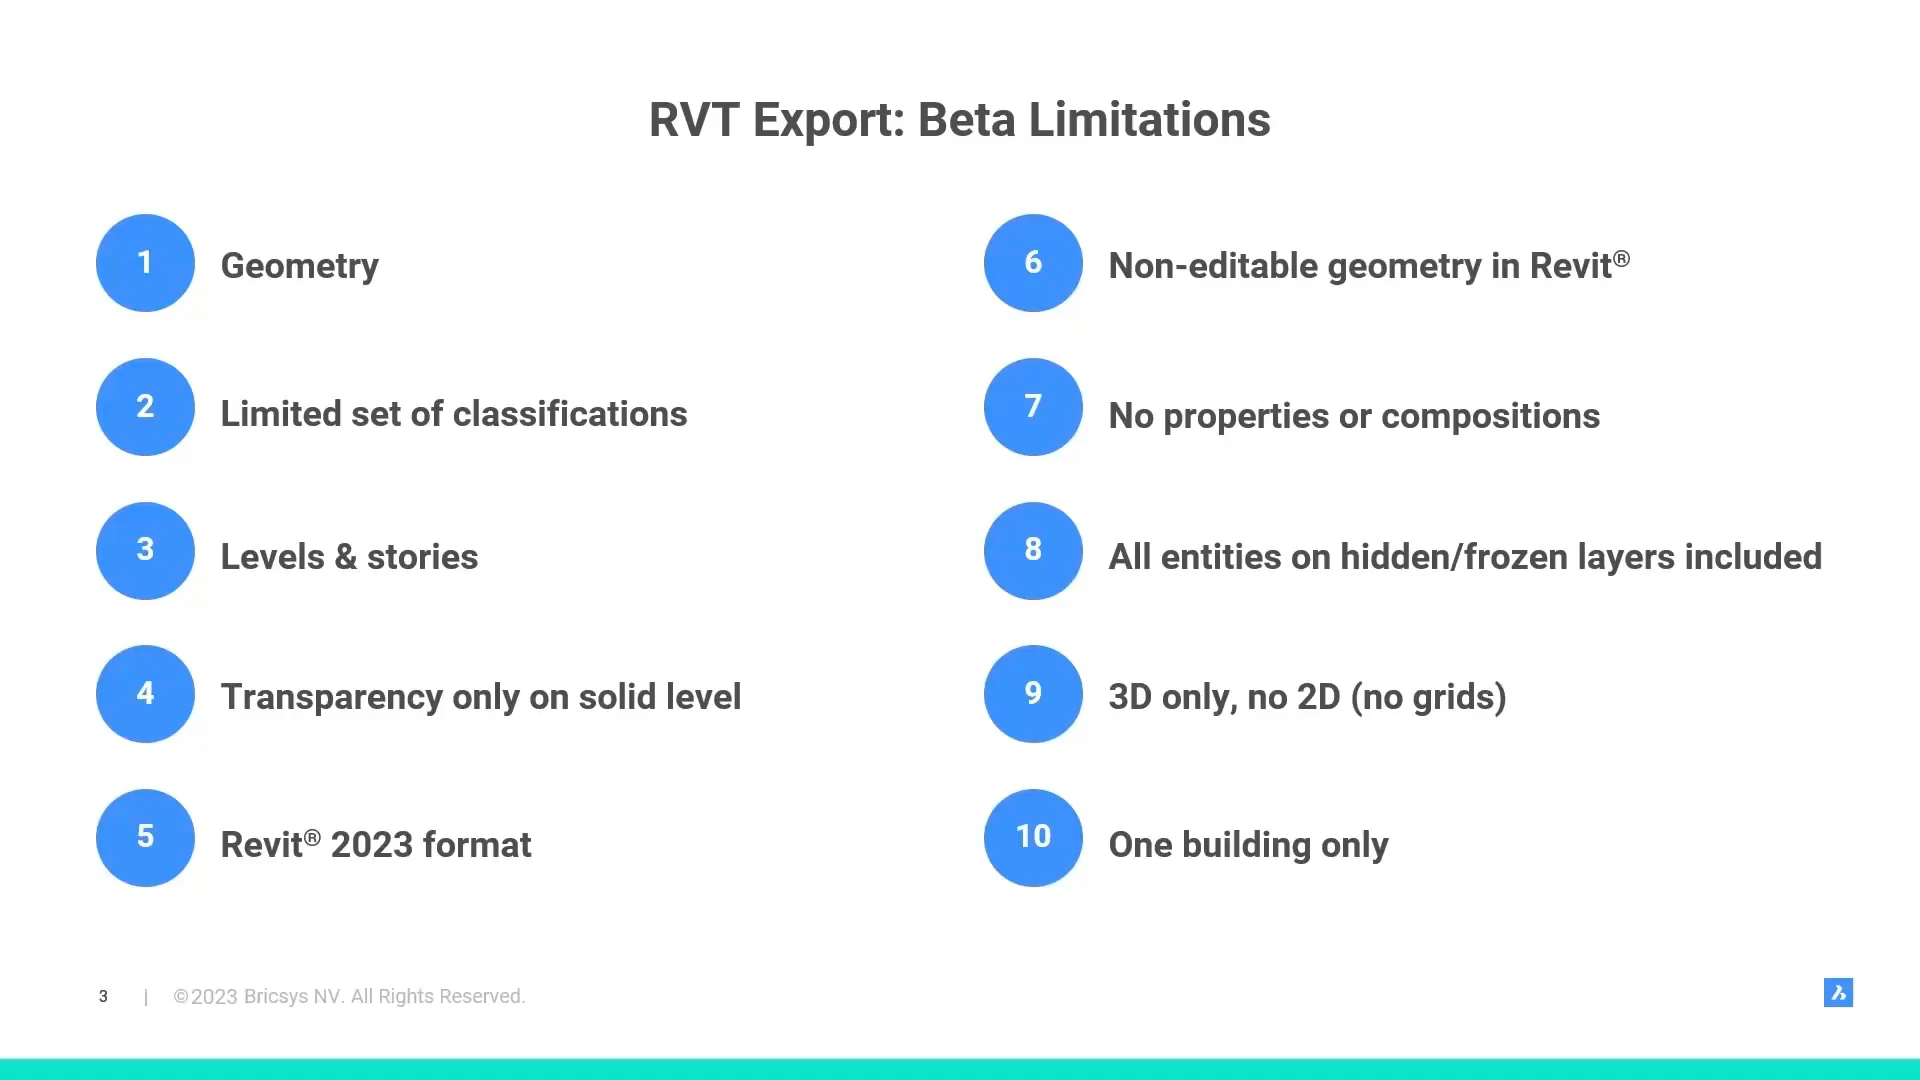 RVT Export: Beta Limitations
1 Geometry
2 Limited set of classifications
3 Levels & stories
4 Transparency only on solid level
5 Revit® 2023 format
6 Non-editable geometry in Revit®
7 No properties or compositions
8 All entities on hidden/frozen layers included
9 3D only, no 2D (no grids)
10 One building only
3 | ©2023 Bricsys NV. All Rights Reserved.